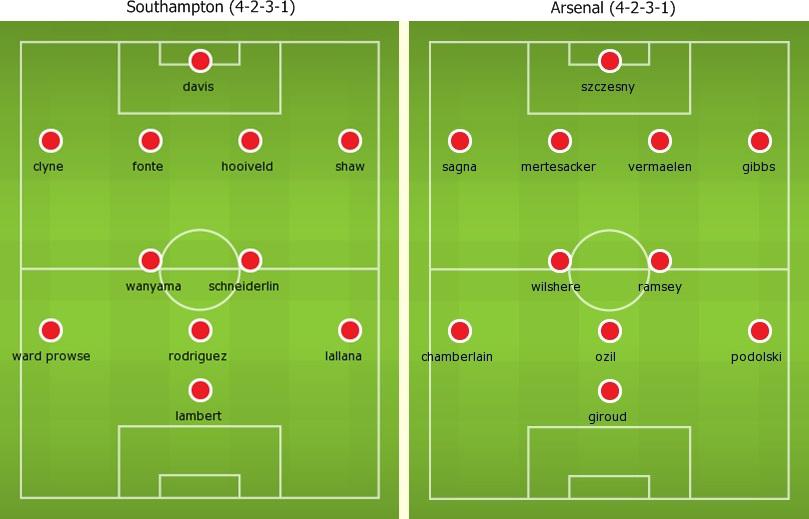 Southampton (4-2-3-1)
davis
clyne fonte hooiveld shaw
wanyama schneiderlin
ward prowse rodriguez lallana
lambert
Arsenal (4-2-3-1)
szczesny
sagna mertesacker vermaelen gibbs
wilshere ramsey
chamberlain ozil podolski
giroud